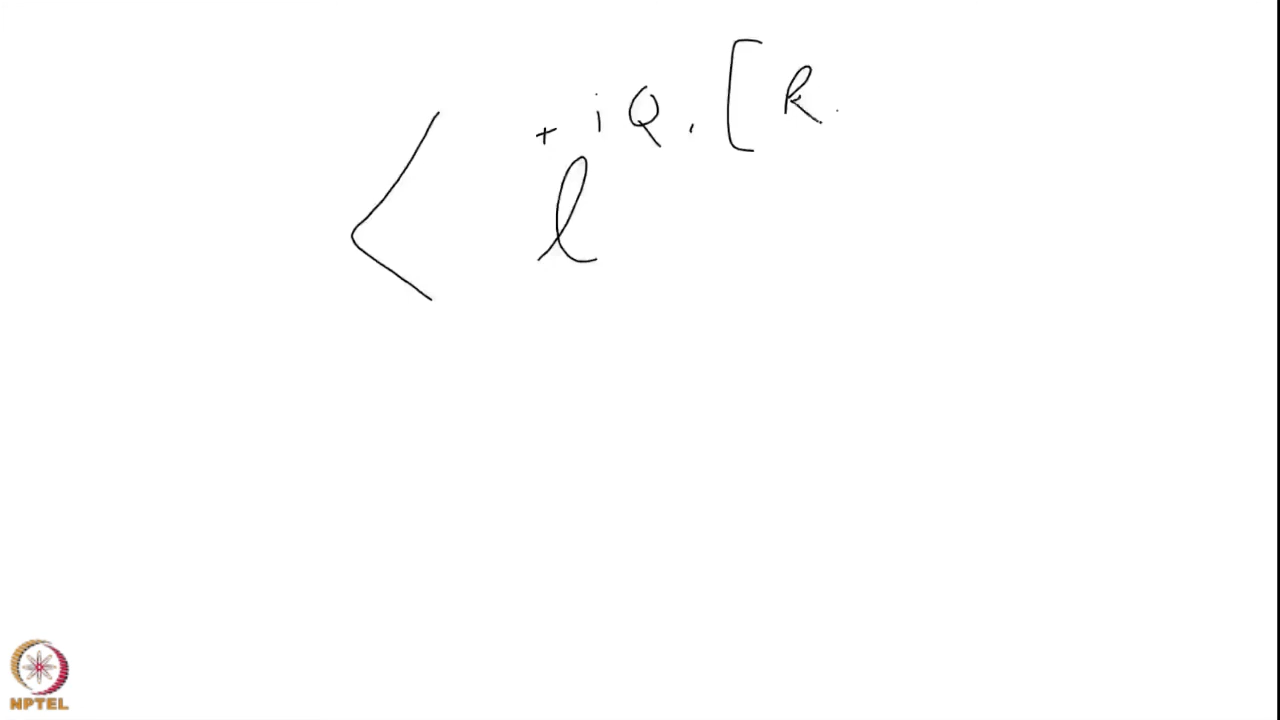 < e^{+ iQ . [ R
NPTEL